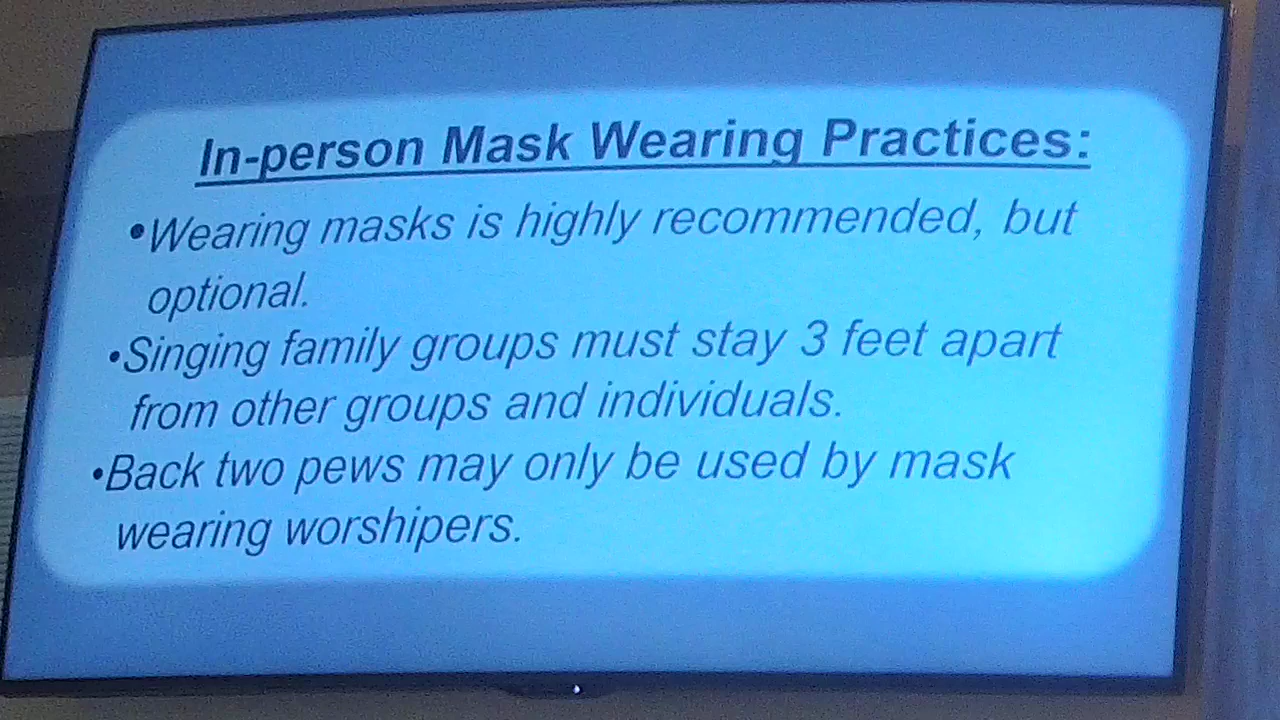 In-person Mask Wearing Practices:
•Wearing masks is highly recommended, but
optional.
•Singing family groups must stay 3 feet apart
from other groups and individuals.
•Back two pews may only be used by mask
wearing worshipers.